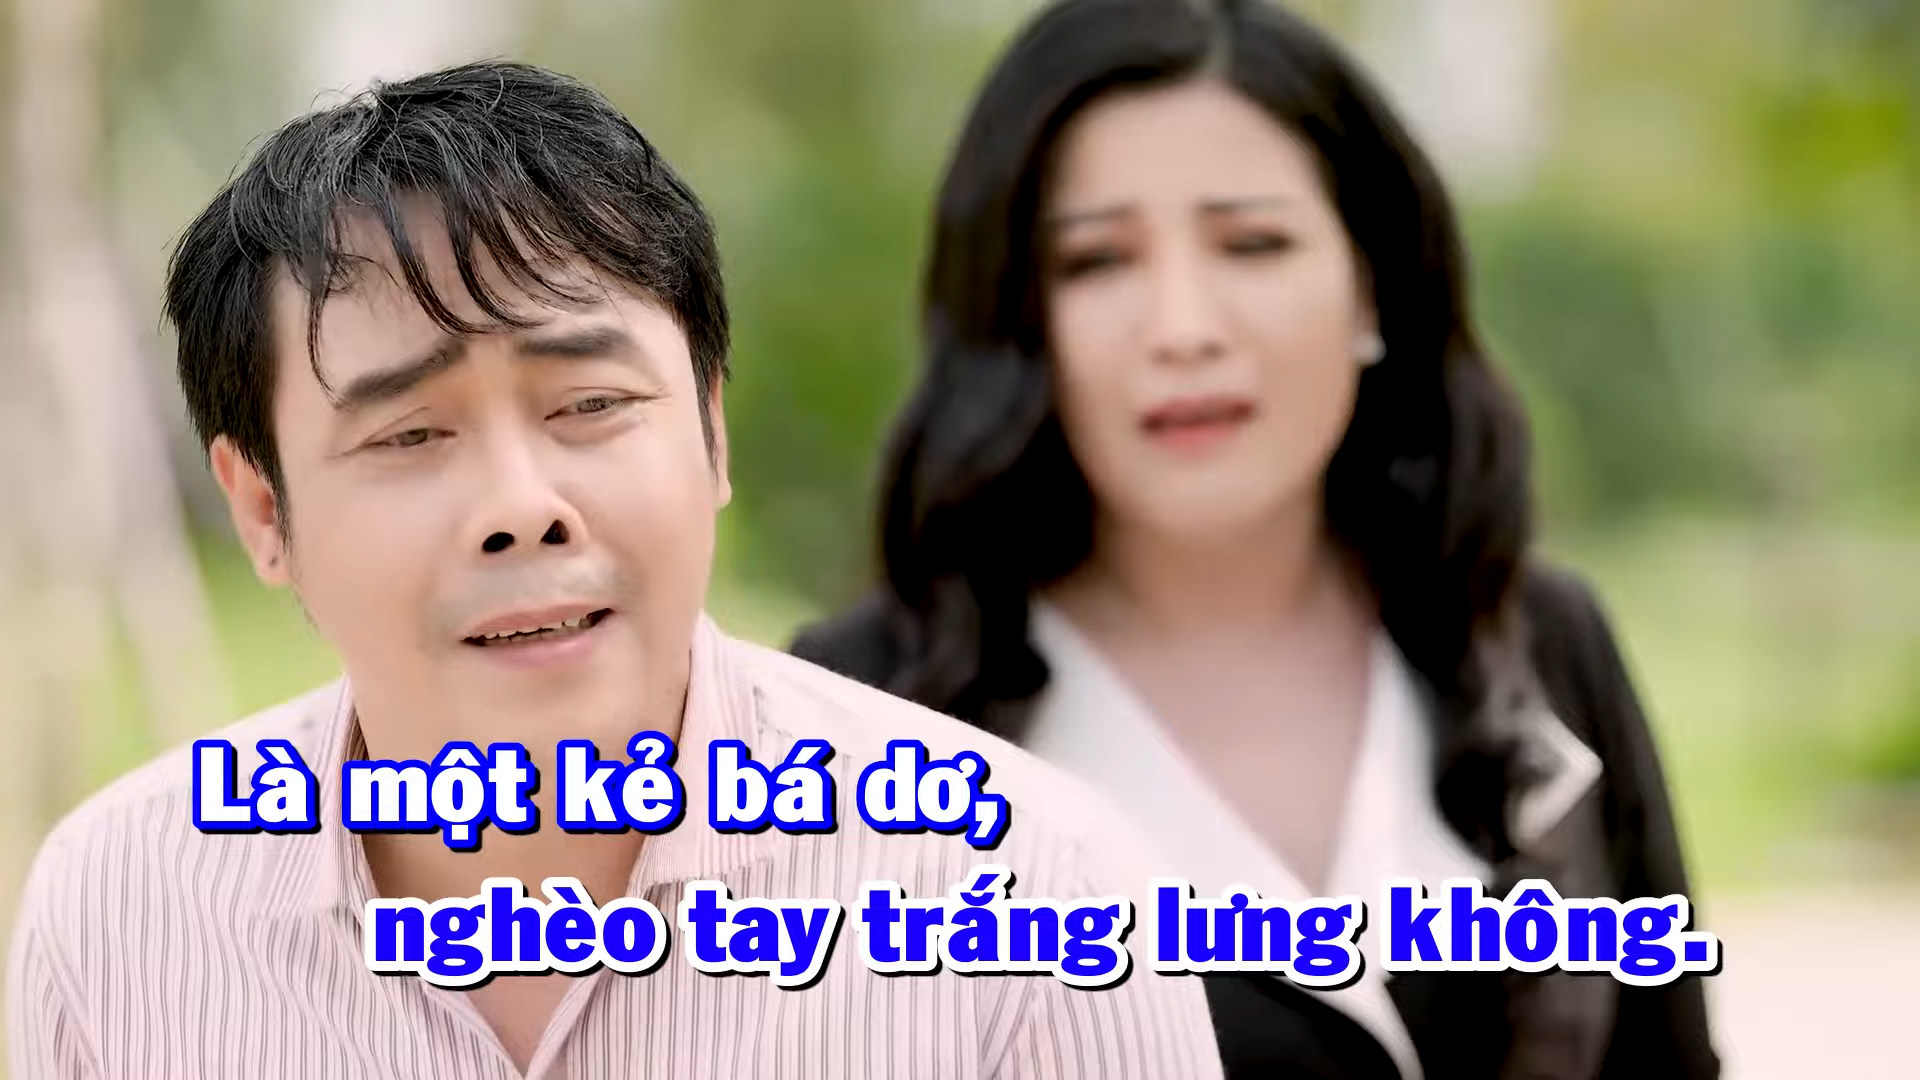 Là một kẻ bá dơ,
nghèo tay trắng lưng không.